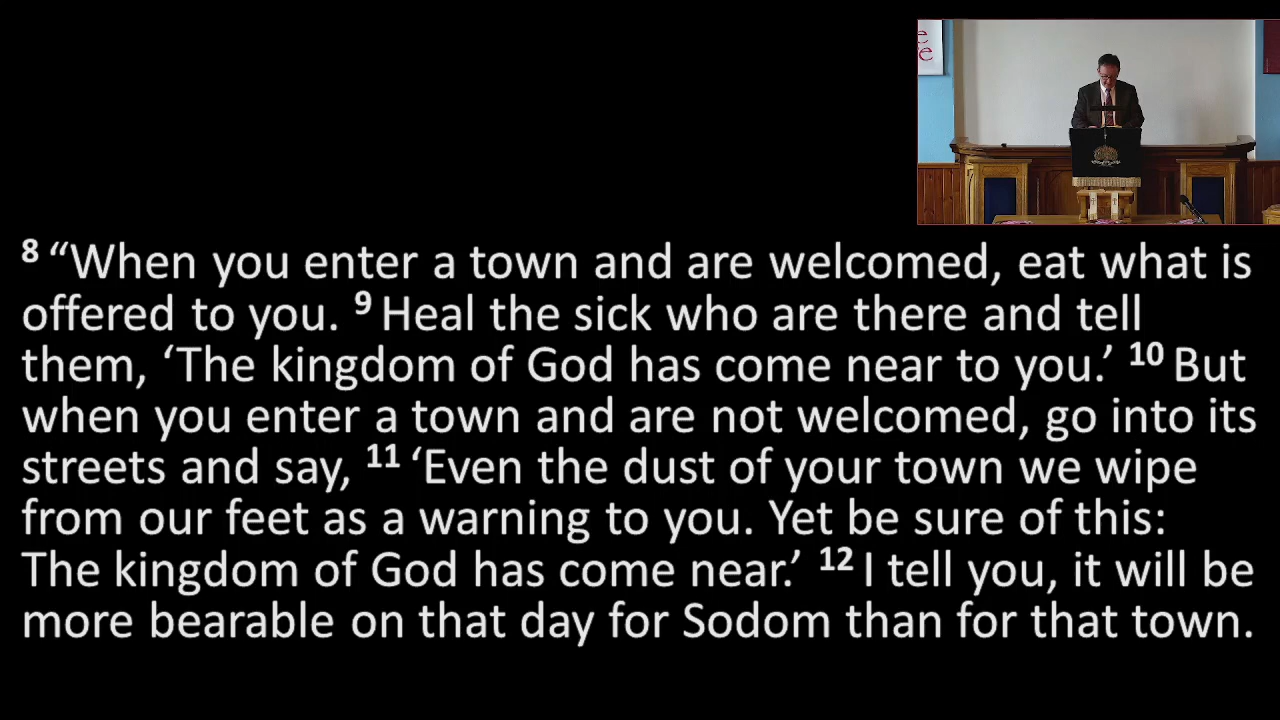 8 “When you enter a town and are welcomed, eat what is
offered to you. 9 Heal the sick who are there and tell
them, ‘The kingdom of God has come near to you.’ 10 But
when you enter a town and are not welcomed, go into its
streets and say, 11 ‘Even the dust of your town we wipe
from our feet as a warning to you. Yet be sure of this:
The kingdom of God has come near.’ 12 I tell you, it will be
more bearable on that day for Sodom than for that town.